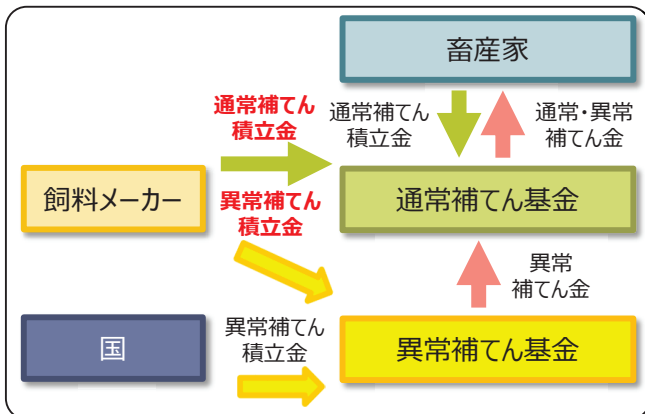 畜産家
通常補てん
積立金
通常補てん
積立金
通常・異常
補てん金
飼料メーカー
異常補てん
積立金
通常補てん基金
異常
補てん金
国
異常補てん
積立金
異常補てん基金